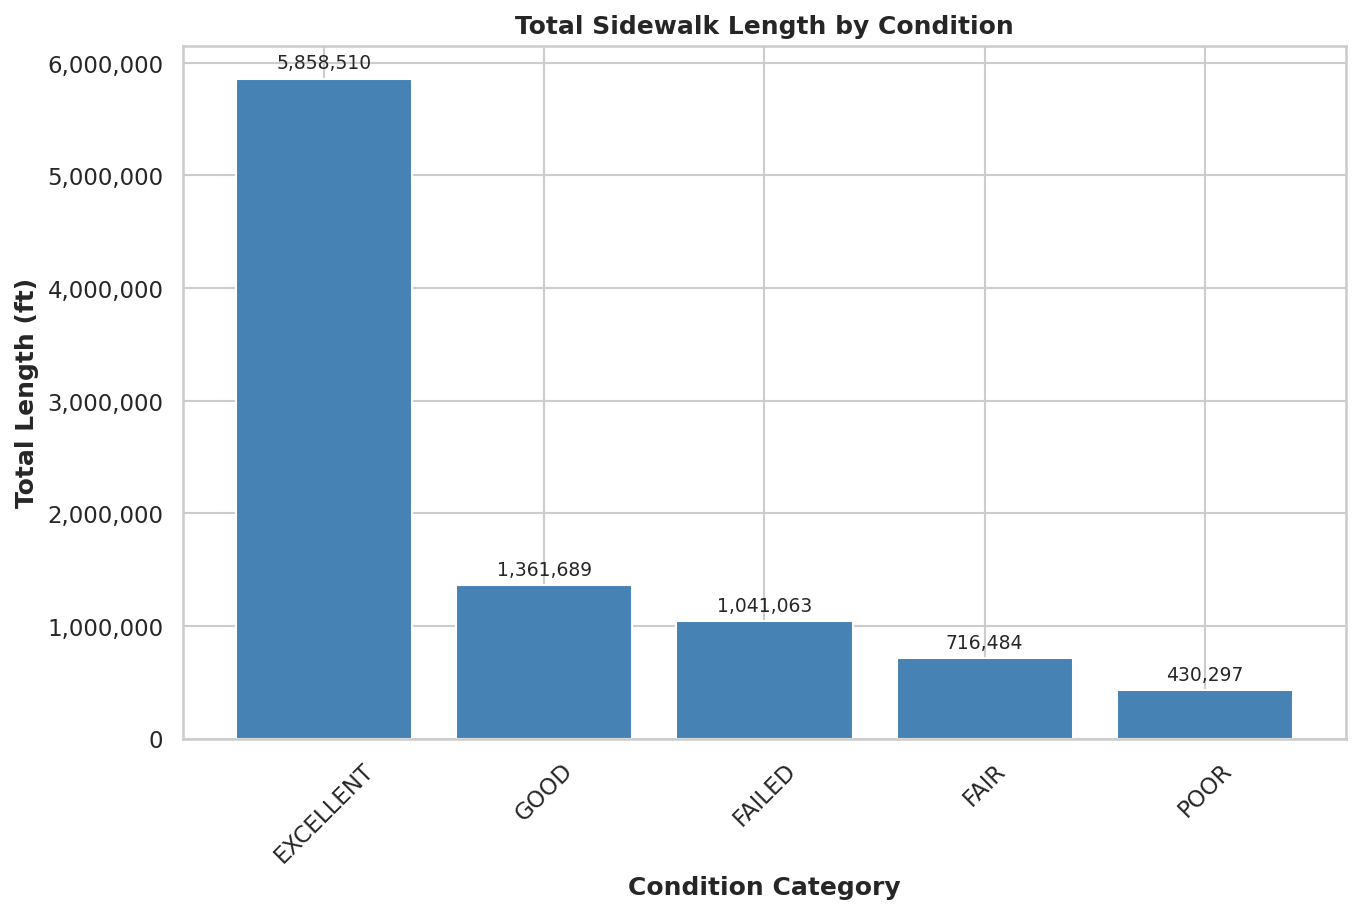 Total Sidewalk Length by Condition
Total Length (ft)
6,000,000
5,000,000
4,000,000
3,000,000
2,000,000
1,000,000
0
5,858,510
1,361,689
1,041,063
716,484
430,297
EXCELLENT
GOOD
FAILED
FAIR
POOR
Condition Category